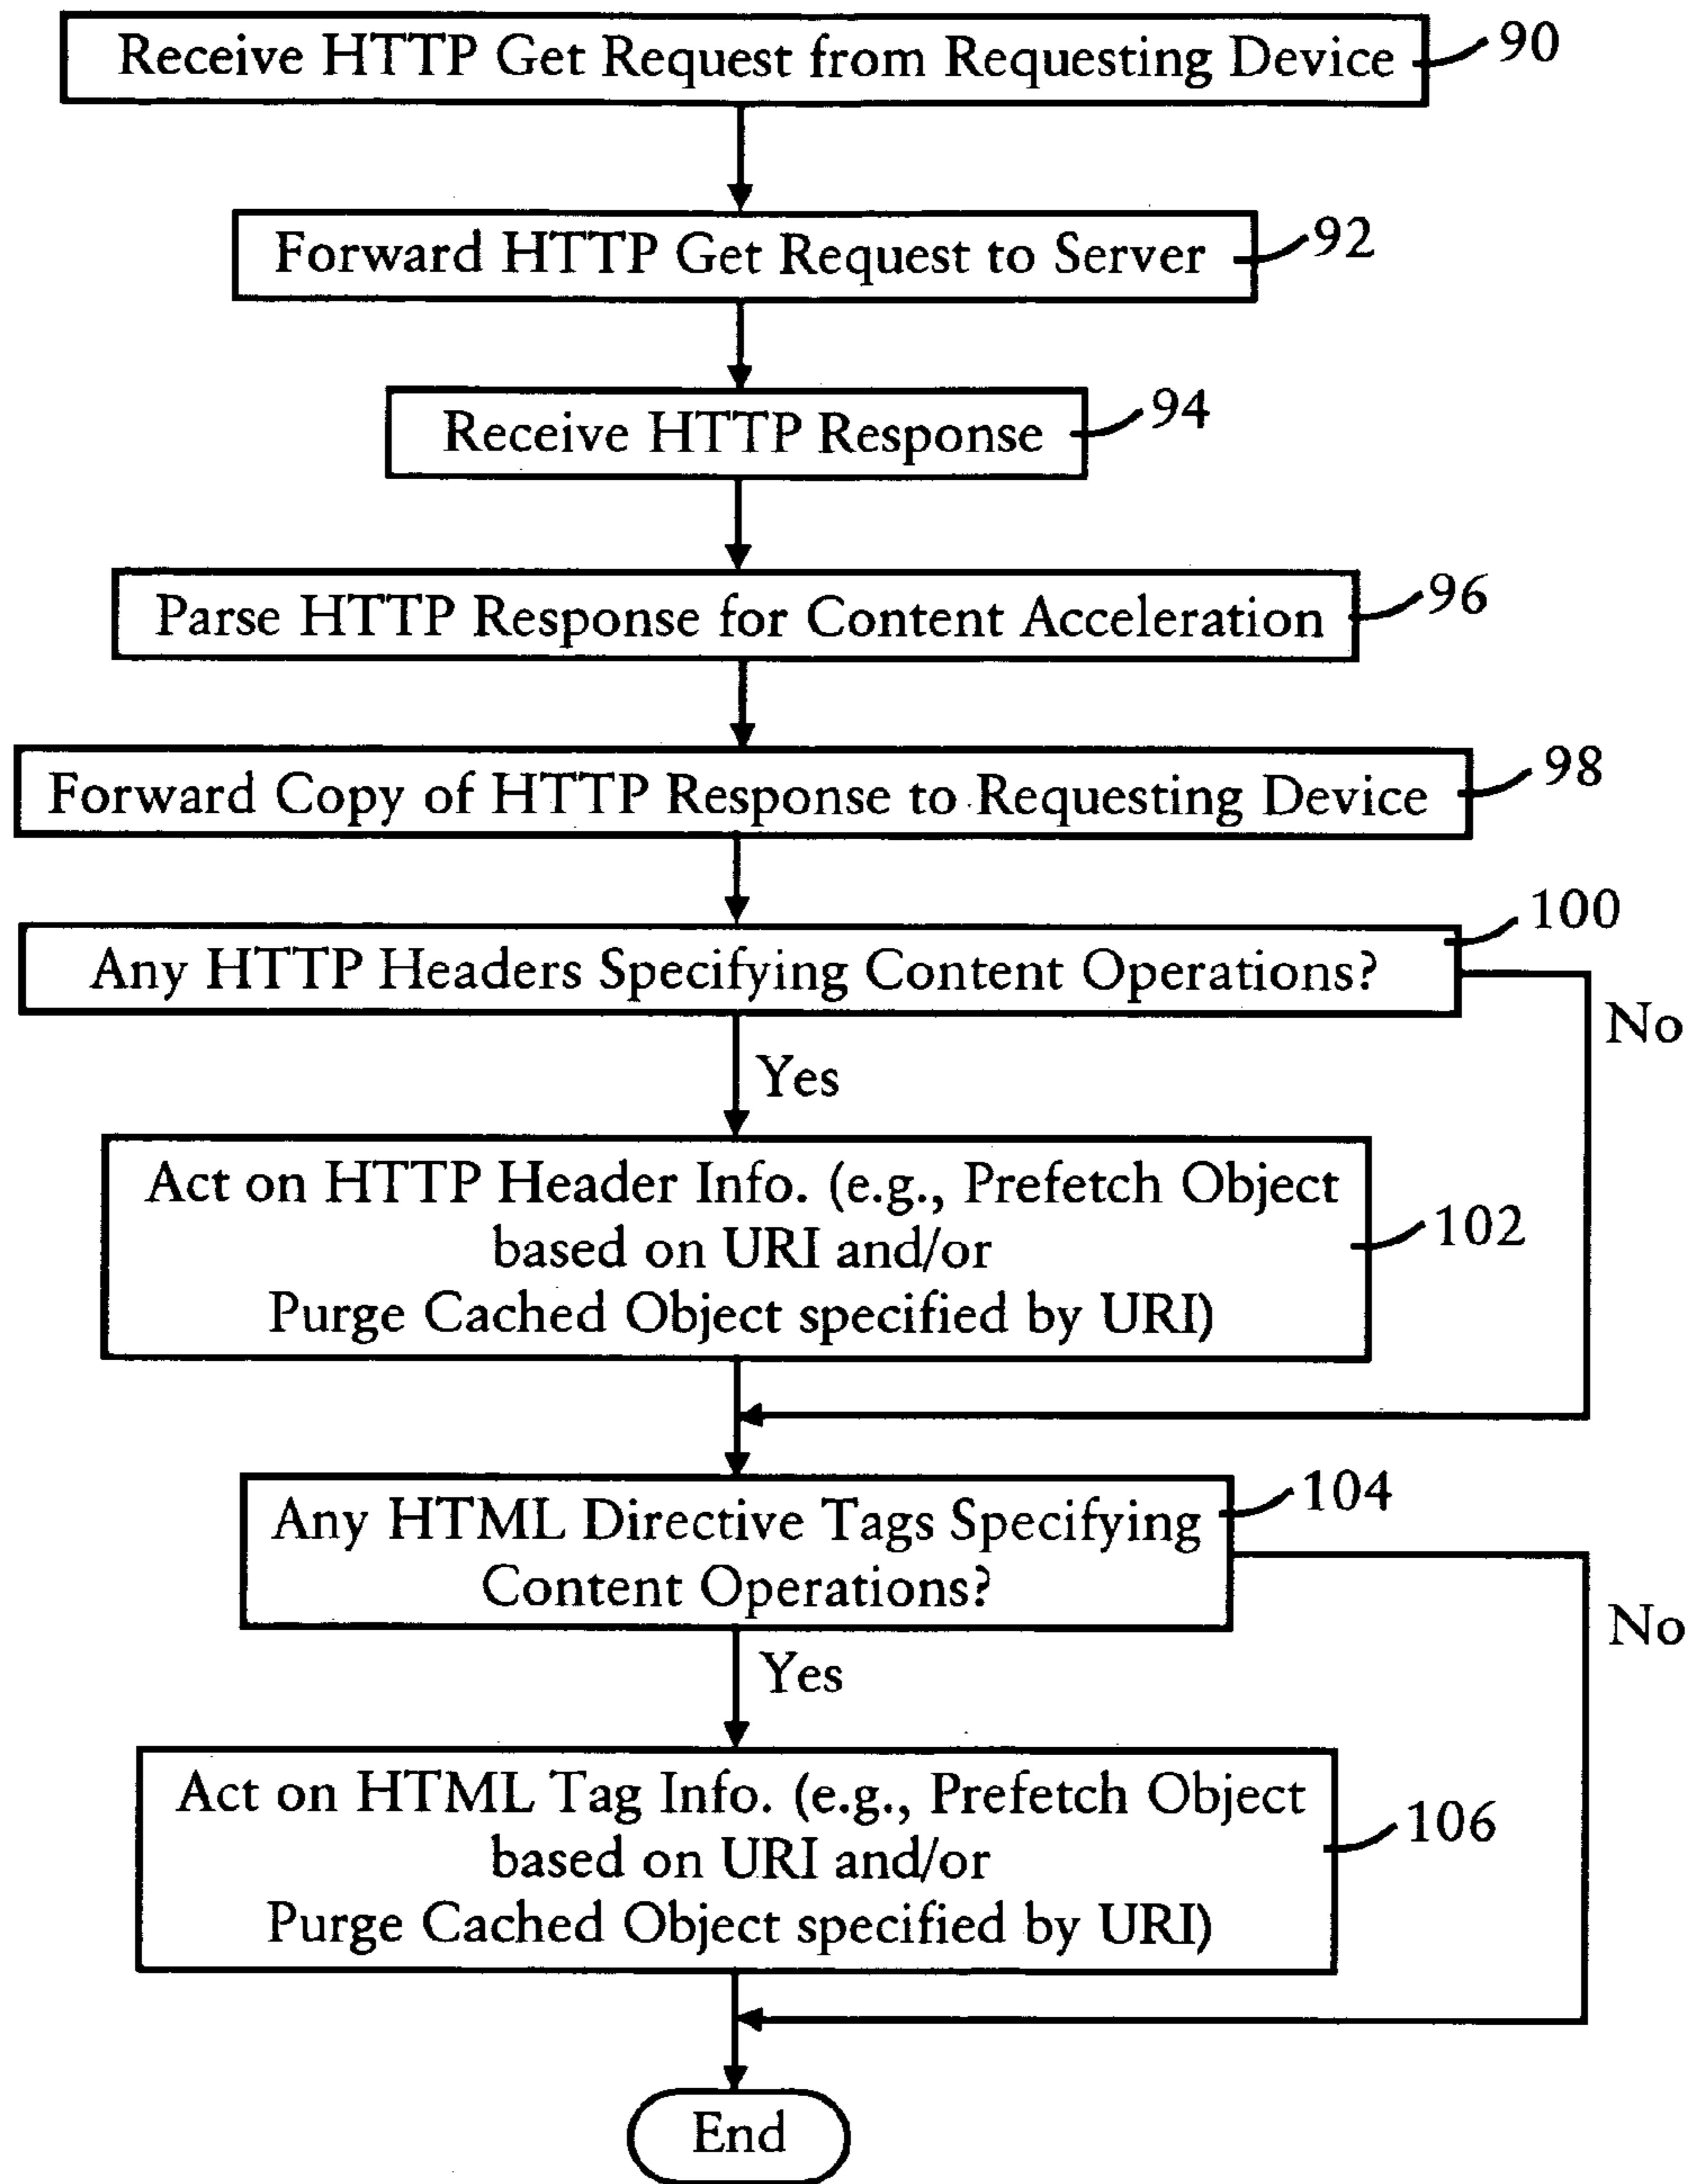 Receive HTTP Get Request from Requesting Device
90
Forward HTTP Get Request to Server
92
Receive HTTP Response
94
Parse HTTP Response for Content Acceleration
96
Forward Copy of HTTP Response to Requesting Device
98
100
Any HTTP Headers Specifying Content Operations?
No
Yes
Act on HTTP Header Info. (e.g., Prefetch Object
based on URI and/or
Purge Cached Object specified by URI)
102
104
Any HTML Directive Tags Specifying
Content Operations?
No
Yes
Act on HTML Tag Info. (e.g., Prefetch Object
based on URI and/or
Purge Cached Object specified by URI)
106
End